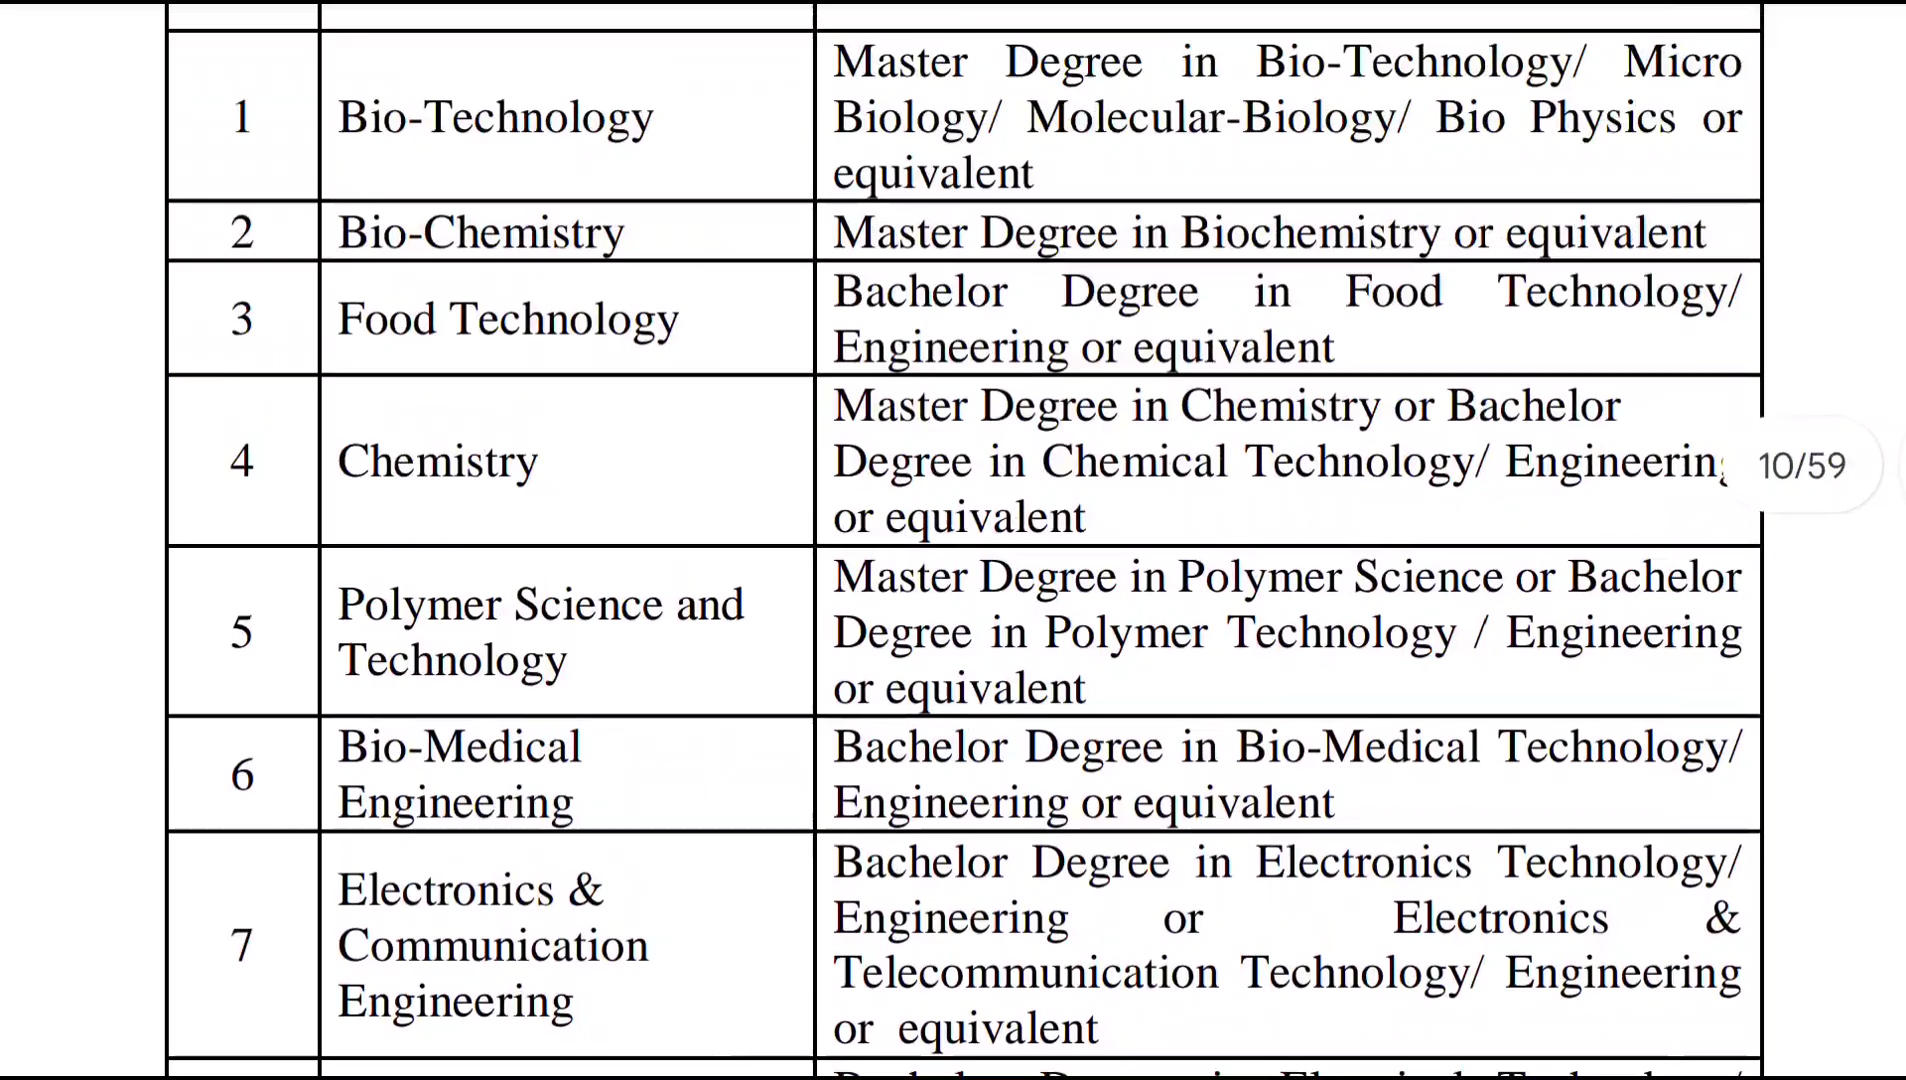 1
Bio-Technology
Master Degree in Bio-Technology/ Micro
Biology/ Molecular-Biology/ Bio Physics or
equivalent
2
Bio-Chemistry
Master Degree in Biochemistry or equivalent
3
Food Technology
Bachelor Degree in Food Technology/
Engineering or equivalent
4
Chemistry
Master Degree in Chemistry or Bachelor
Degree in Chemical Technology/ Engineering
or equivalent
10/59
5
Polymer Science and
Technology
Master Degree in Polymer Science or Bachelor
Degree in Polymer Technology / Engineering
or equivalent
6
Bio-Medical
Engineering
Bachelor Degree in Bio-Medical Technology/
Engineering or equivalent
7
Electronics &
Communication
Engineering
Bachelor Degree in Electronics Technology/
Engineering or Electronics &
Telecommunication Technology/ Engineering
or equivalent